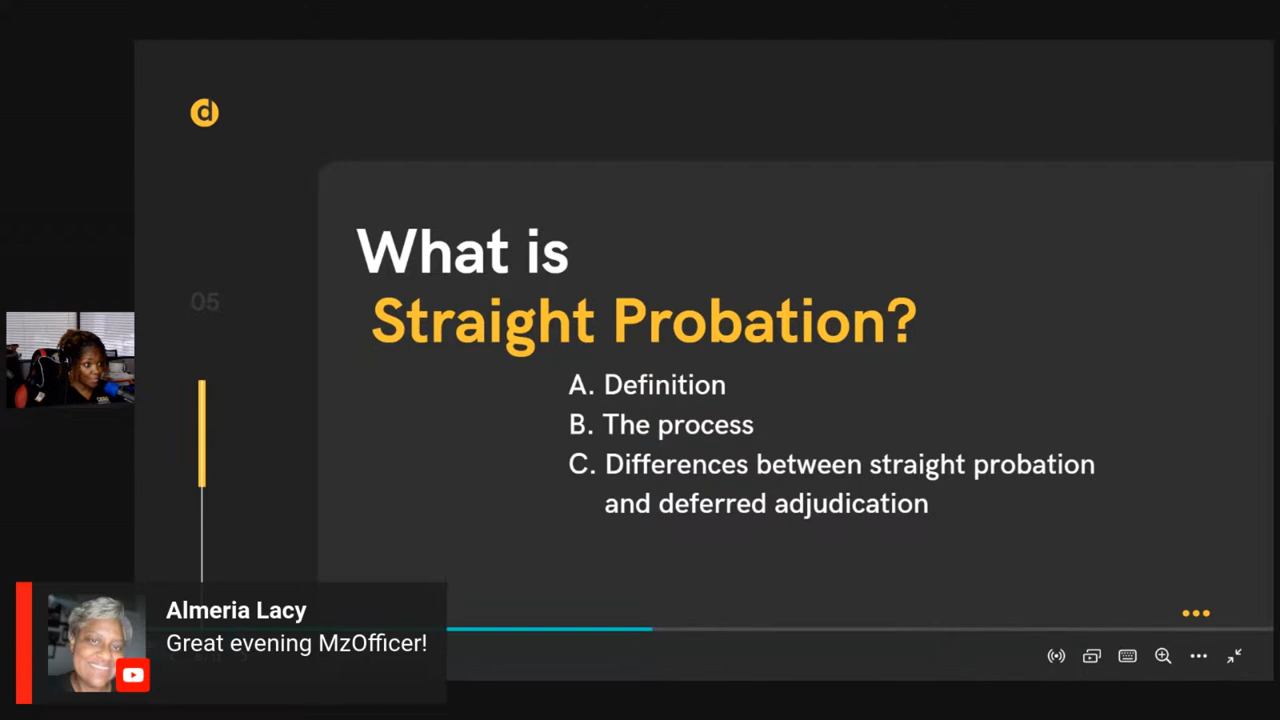 d
05
What is
Straight Probation?
A. Definition
B. The process
C. Differences between straight probation
and deferred adjudication
Almeria Lacy
Great evening MzOfficer!